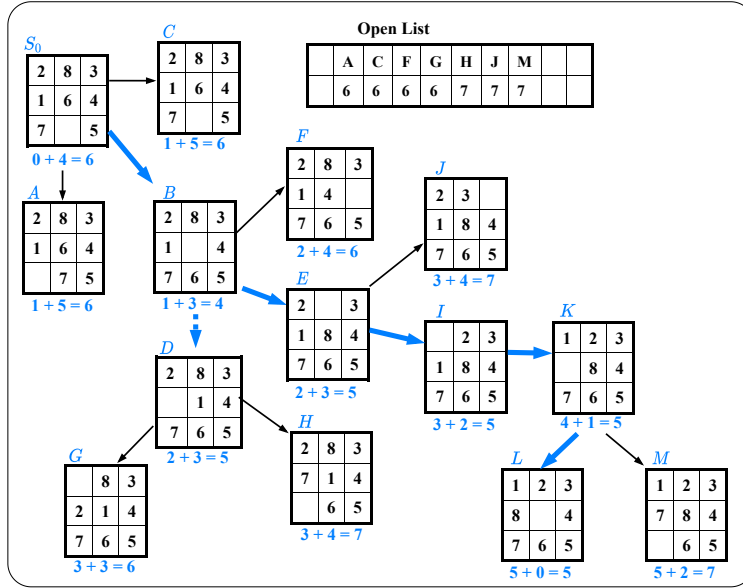 Open List
A C F G H J M
6 6 6 6 7 7 7
S₀
2 8 3
1 6 4
7 5
0 + 4 = 6
C
2 8 3
1 6 4
7 5
1 + 5 = 6
A
2 8 3
1 6 4
7 5
1 + 5 = 6
B
2 8 3
1 4
7 6 5
1 + 3 = 4
F
2 8 3
1 4
7 6 5
2 + 4 = 6
J
2 3
1 8 4
7 6 5
3 + 4 = 7
E
2 3
1 8 4
7 6 5
2 + 3 = 5
I
2 3
1 8 4
7 6 5
3 + 2 = 5
K
1 2 3
8 4
7 6 5
4 + 1 = 5
D
2 8 3
1 4
7 6 5
2 + 3 = 5
G
8 3
2 1 4
7 6 5
3 + 3 = 6
H
2 8 3
7 1 4
6 5
3 + 4 = 7
L
1 2 3
8 4
7 6 5
5 + 0 = 5
M
1 2 3
7 8 4
6 5
5 + 2 = 7